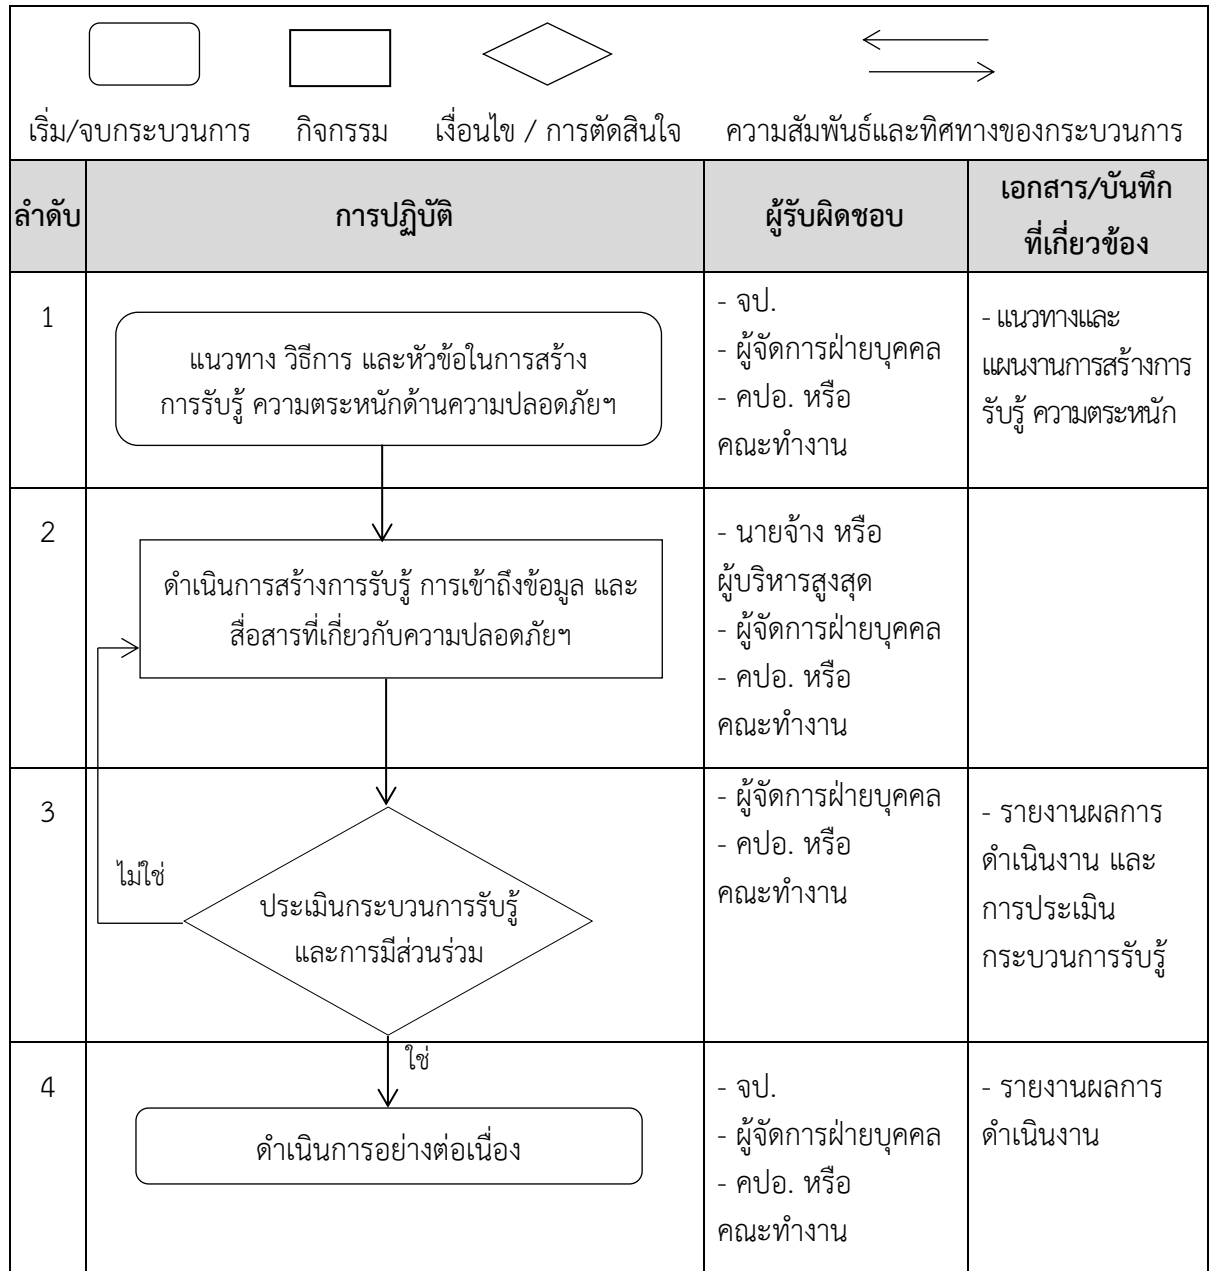 เริ่ม/จบกระบวนการ กิจกรรม เงื่อนไข / การตัดสินใจ ความสัมพันธ์และทิศทางของกระบวนการ
ลำดับ การปฏิบัติ ผู้รับผิดชอบ เอกสาร/บันทึก
ที่เกี่ยวข้อง
1
แนวทาง วิธีการ และหัวข้อในการสร้าง
การรับรู้ ความตระหนักด้านความปลอดภัยฯ
- จป.
- ผู้จัดการฝ่ายบุคคล
- คปอ. หรือ
คณะทำงาน
- แนวทางและ
แผนงานการสร้างการ
รับรู้ ความตระหนัก
2
ดำเนินการสร้างการรับรู้ การเข้าถึงข้อมูล และ
สื่อสารที่เกี่ยวกับความปลอดภัยฯ
- นายจ้าง หรือ
ผู้บริหารสูงสุด
- ผู้จัดการฝ่ายบุคคล
- คปอ. หรือ
คณะทำงาน
3
ไม่ใช่
ประเมินกระบวนการรับรู้
และการมีส่วนร่วม
- ผู้จัดการฝ่ายบุคคล
- คปอ. หรือ
คณะทำงาน
- รายงานผลการ
ดำเนินงาน และ
การประเมิน
กระบวนการรับรู้
ใช่
4
ดำเนินการอย่างต่อเนื่อง
- จป.
- ผู้จัดการฝ่ายบุคคล
- คปอ. หรือ
คณะทำงาน
- รายงานผลการ
ดำเนินงาน